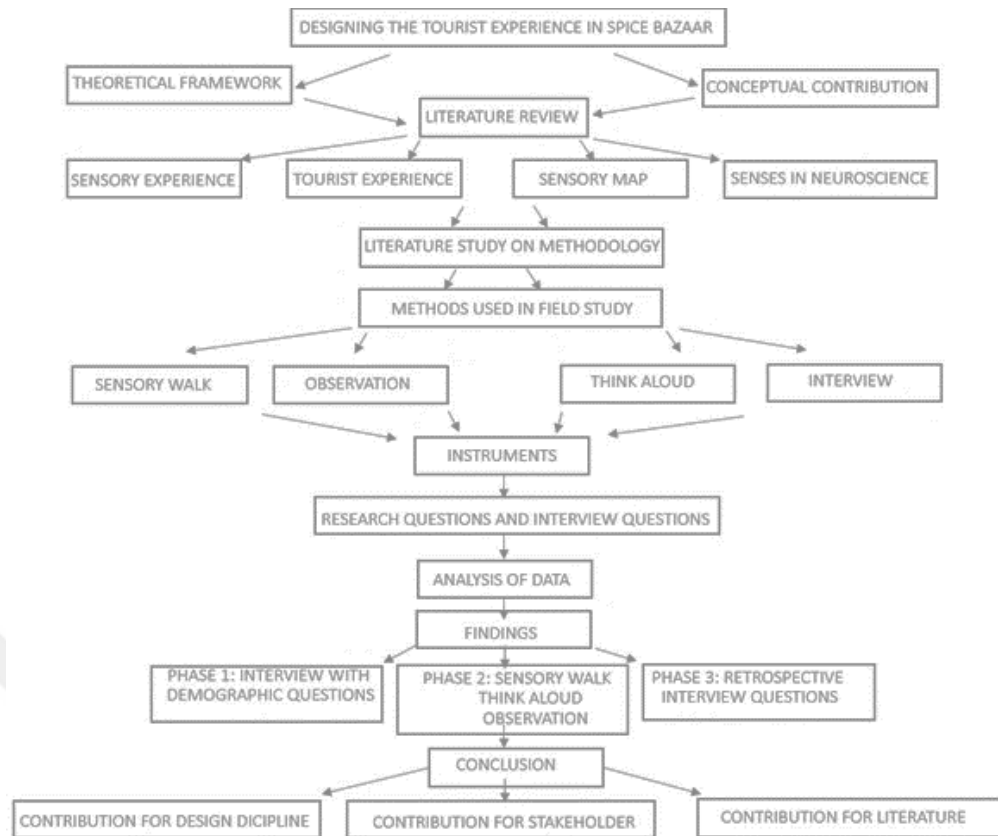 DESIGNING THE TOURIST EXPERIENCE IN SPICE BAZAAR
THEORETICAL FRAMEWORK
CONCEPTUAL CONTRIBUTION
LITERATURE REVIEW
SENSORY EXPERIENCE
TOURIST EXPERIENCE
SENSORY MAP
SENSES IN NEUROSCIENCE
LITERATURE STUDY ON METHODOLOGY
METHODS USED IN FIELD STUDY
SENSORY WALK
OBSERVATION
THINK ALOUD
INTERVIEW
INSTRUMENTS
RESEARCH QUESTIONS AND INTERVIEW QUESTIONS
ANALYSIS OF DATA
FINDINGS
PHASE 1: INTERVIEW WITH
DEMOGRAPHIC QUESTIONS
PHASE 2: SENSORY WALK
THINK ALOUD
OBSERVATION
PHASE 3: RETROSPECTIVE
INTERVIEW QUESTIONS
CONCLUSION
CONTRIBUTION FOR DESIGN DICIPLINE
CONTRIBUTION FOR STAKEHOLDER
CONTRIBUTION FOR LITERATURE